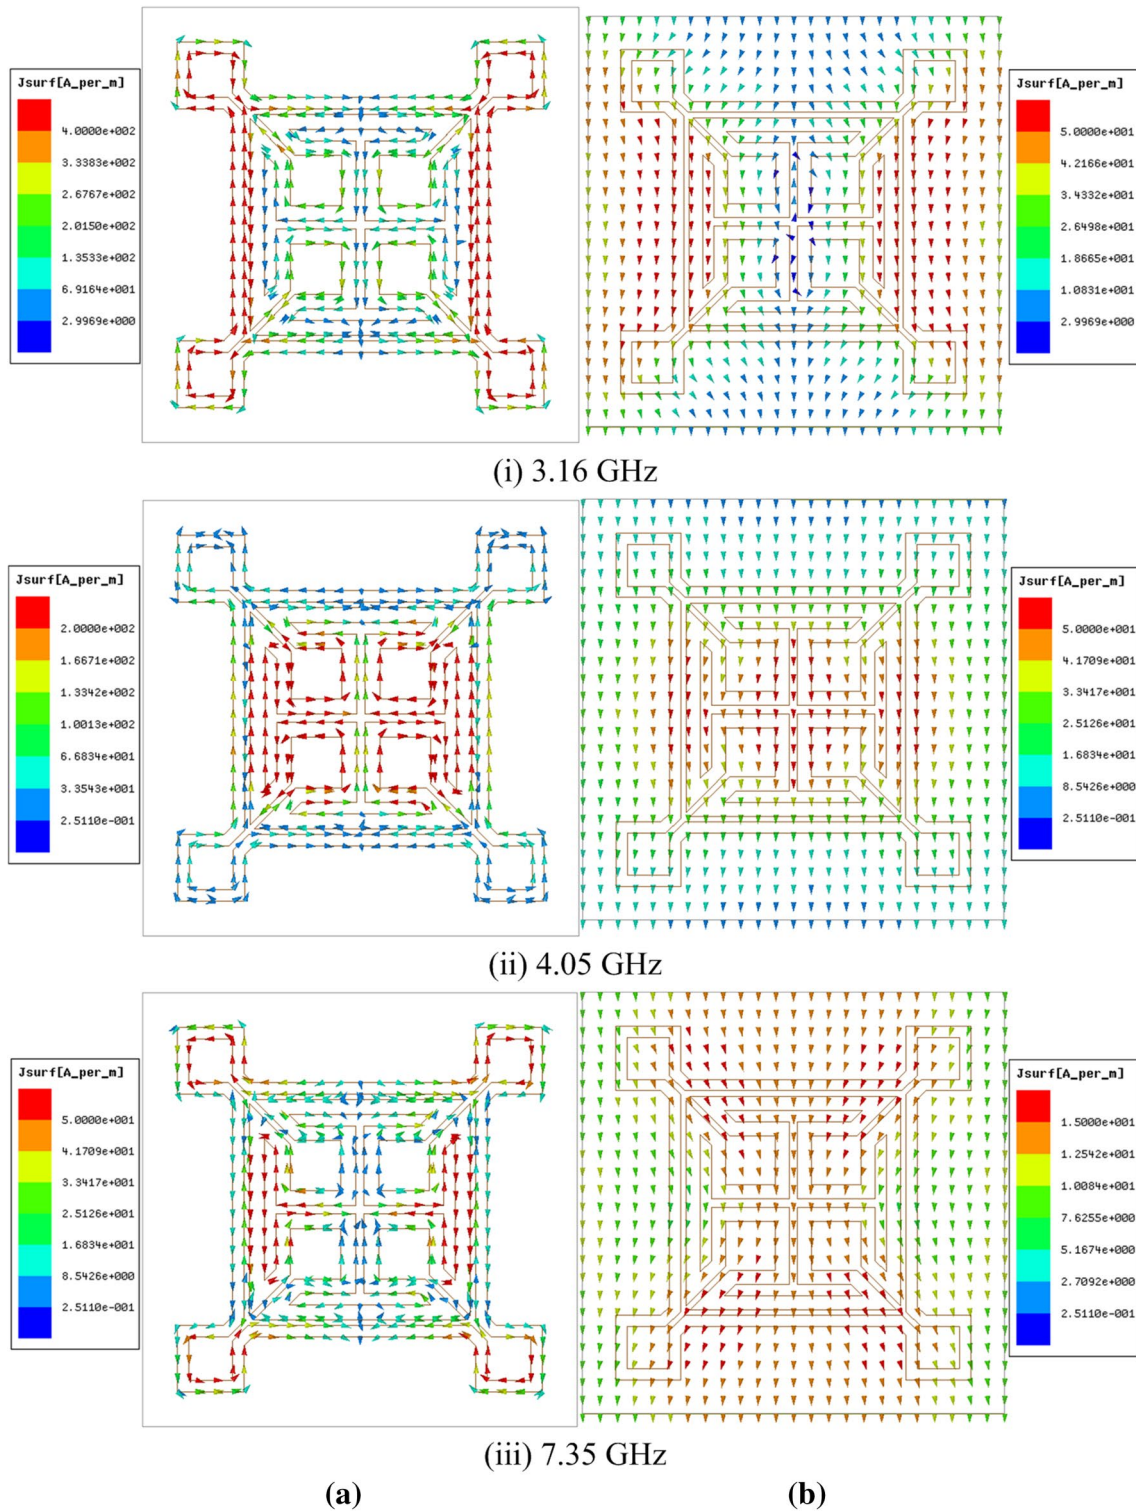 Jsurf[A_per_m]
4.0000e+002
3.3383e+002
2.6767e+002
2.0150e+002
1.3533e+002
6.9164e+001
2.9969e+000
Jsurf[A_per_m]
5.0000e+001
4.2166e+001
3.4332e+001
2.6498e+001
1.8665e+001
1.0831e+001
2.9969e+000
(i) 3.16 GHz
Jsurf[A_per_m]
2.0000e+002
1.6671e+002
1.3342e+002
1.0013e+002
6.6834e+001
3.3543e+001
2.5110e-001
Jsurf[A_per_m]
5.0000e+001
4.1709e+001
3.3417e+001
2.5126e+001
1.6834e+001
8.5426e+000
2.5110e-001
(ii) 4.05 GHz
Jsurf[A_per_m]
5.0000e+001
4.1709e+001
3.3417e+001
2.5126e+001
1.6834e+001
8.5426e+000
2.5110e-001
Jsurf[A_per_m]
1.5000e+001
1.2542e+001
1.0084e+001
7.6255e+000
5.1674e+000
2.7092e+000
2.5110e-001
(iii) 7.35 GHz
(a) (b)